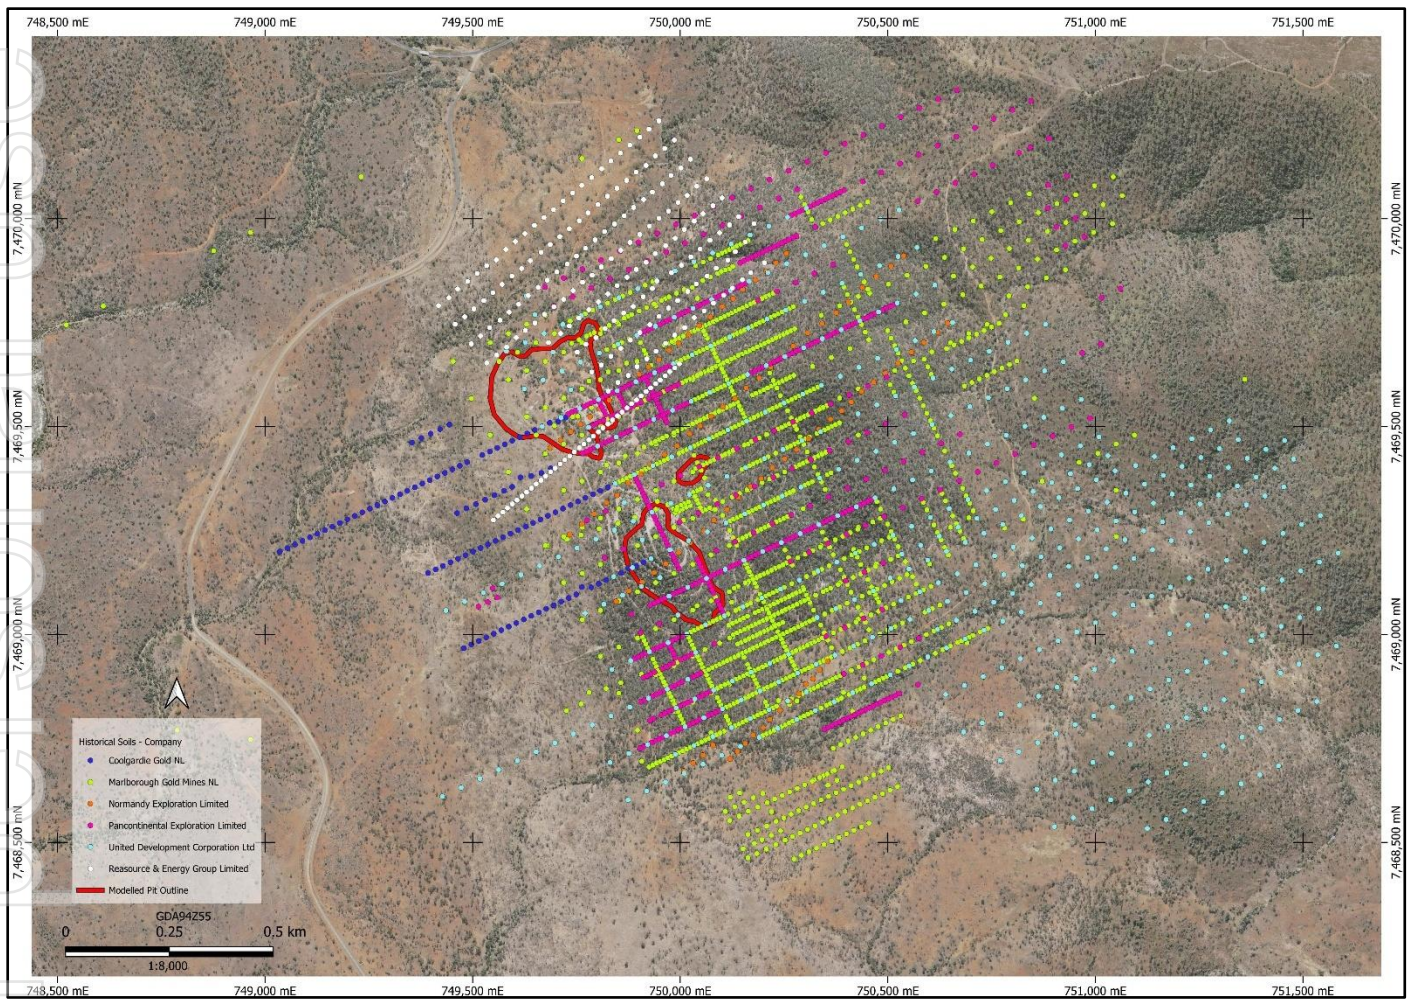 748,500 mE 749,000 mE 749,500 mE 750,000 mE 750,500 mE 751,000 mE 751,500 mE
7,470,000 mN 7,470,000 mN
7,469,500 mN 7,469,500 mN
7,469,000 mN 7,469,000 mN
7,468,500 mN 7,468,500 mN
Historical Soils - Company
Coolgardie Gold NL
Marlborough Gold Mines NL
Normandy Exploration Limited
Pancontinental Exploration Limited
United Development Corporation Ltd
Reasource & Energy Group Limited
Modelled Pit Outline
GDA94Z55
0 0.25 0.5 km
1:8,000
748,500 mE 749,000 mE 749,500 mE 750,000 mE 750,500 mE 751,000 mE 751,500 mE